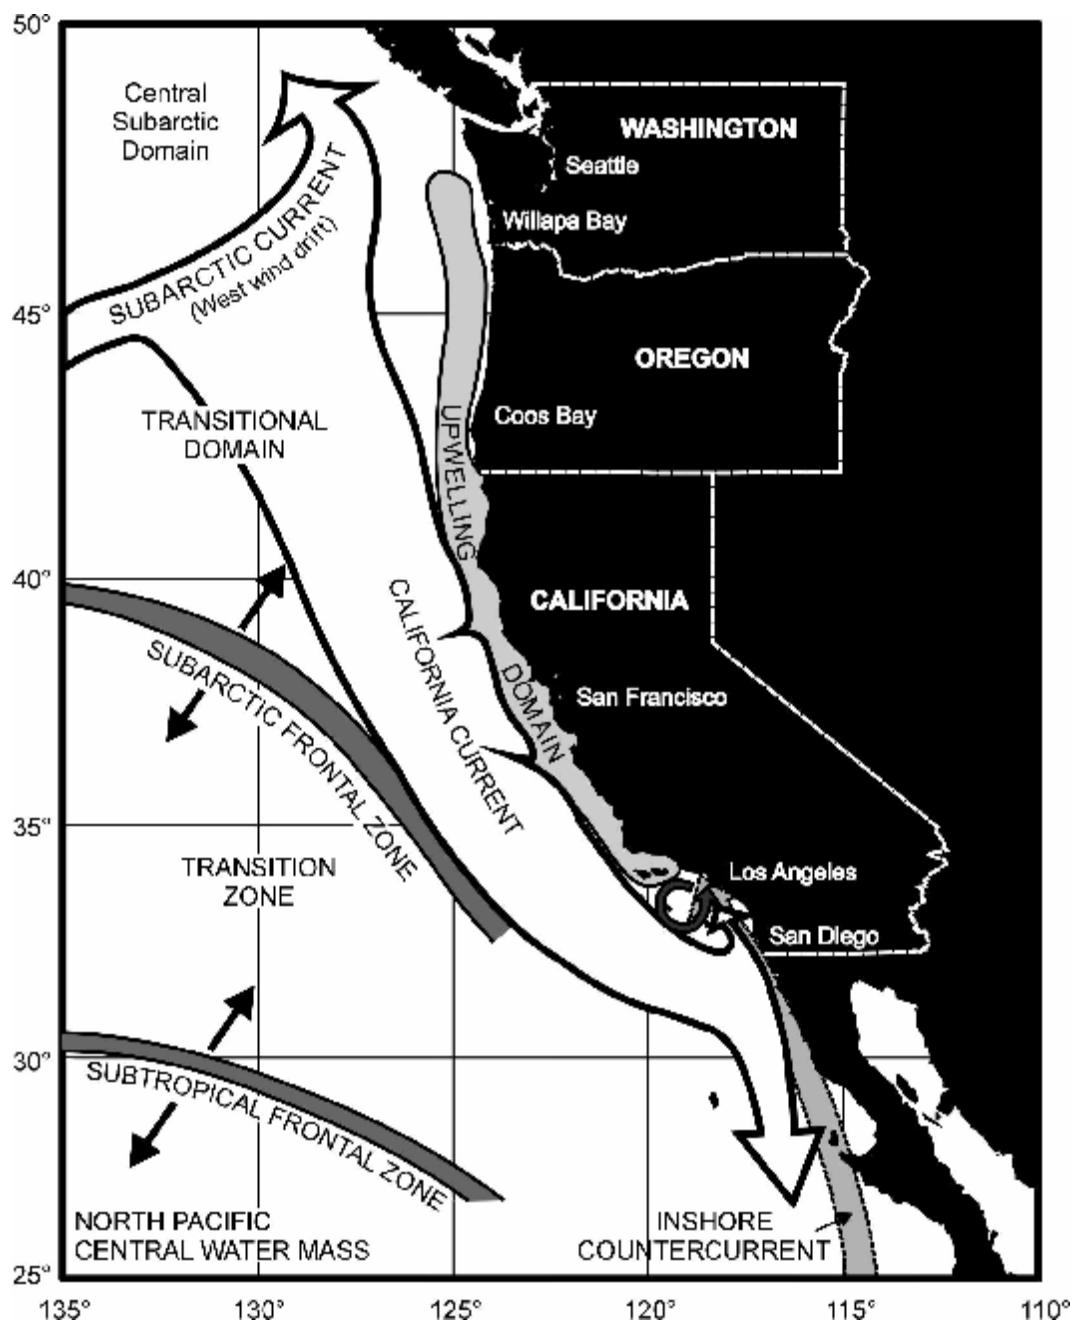 50°
Central
Subarctic
Domain
WASHINGTON
Seattle
Willapa Bay
SUBARCTIC CURRENT
(West wind drift)
45°
OREGON
TRANSITIONAL
DOMAIN
Coos Bay
UPWELLING
DOMAIN
40°
CALIFORNIA
CALIFORNIA CURRENT
SUBARCTIC FRONTAL ZONE
San Francisco
35°
TRANSITION
ZONE
Los Angeles
San Diego
30°
SUBTROPICAL FRONTAL ZONE
NORTH PACIFIC
CENTRAL WATER MASS
INSHORE
COUNTERCURRENT
25°
135°
130°
125°
120°
115°
110°